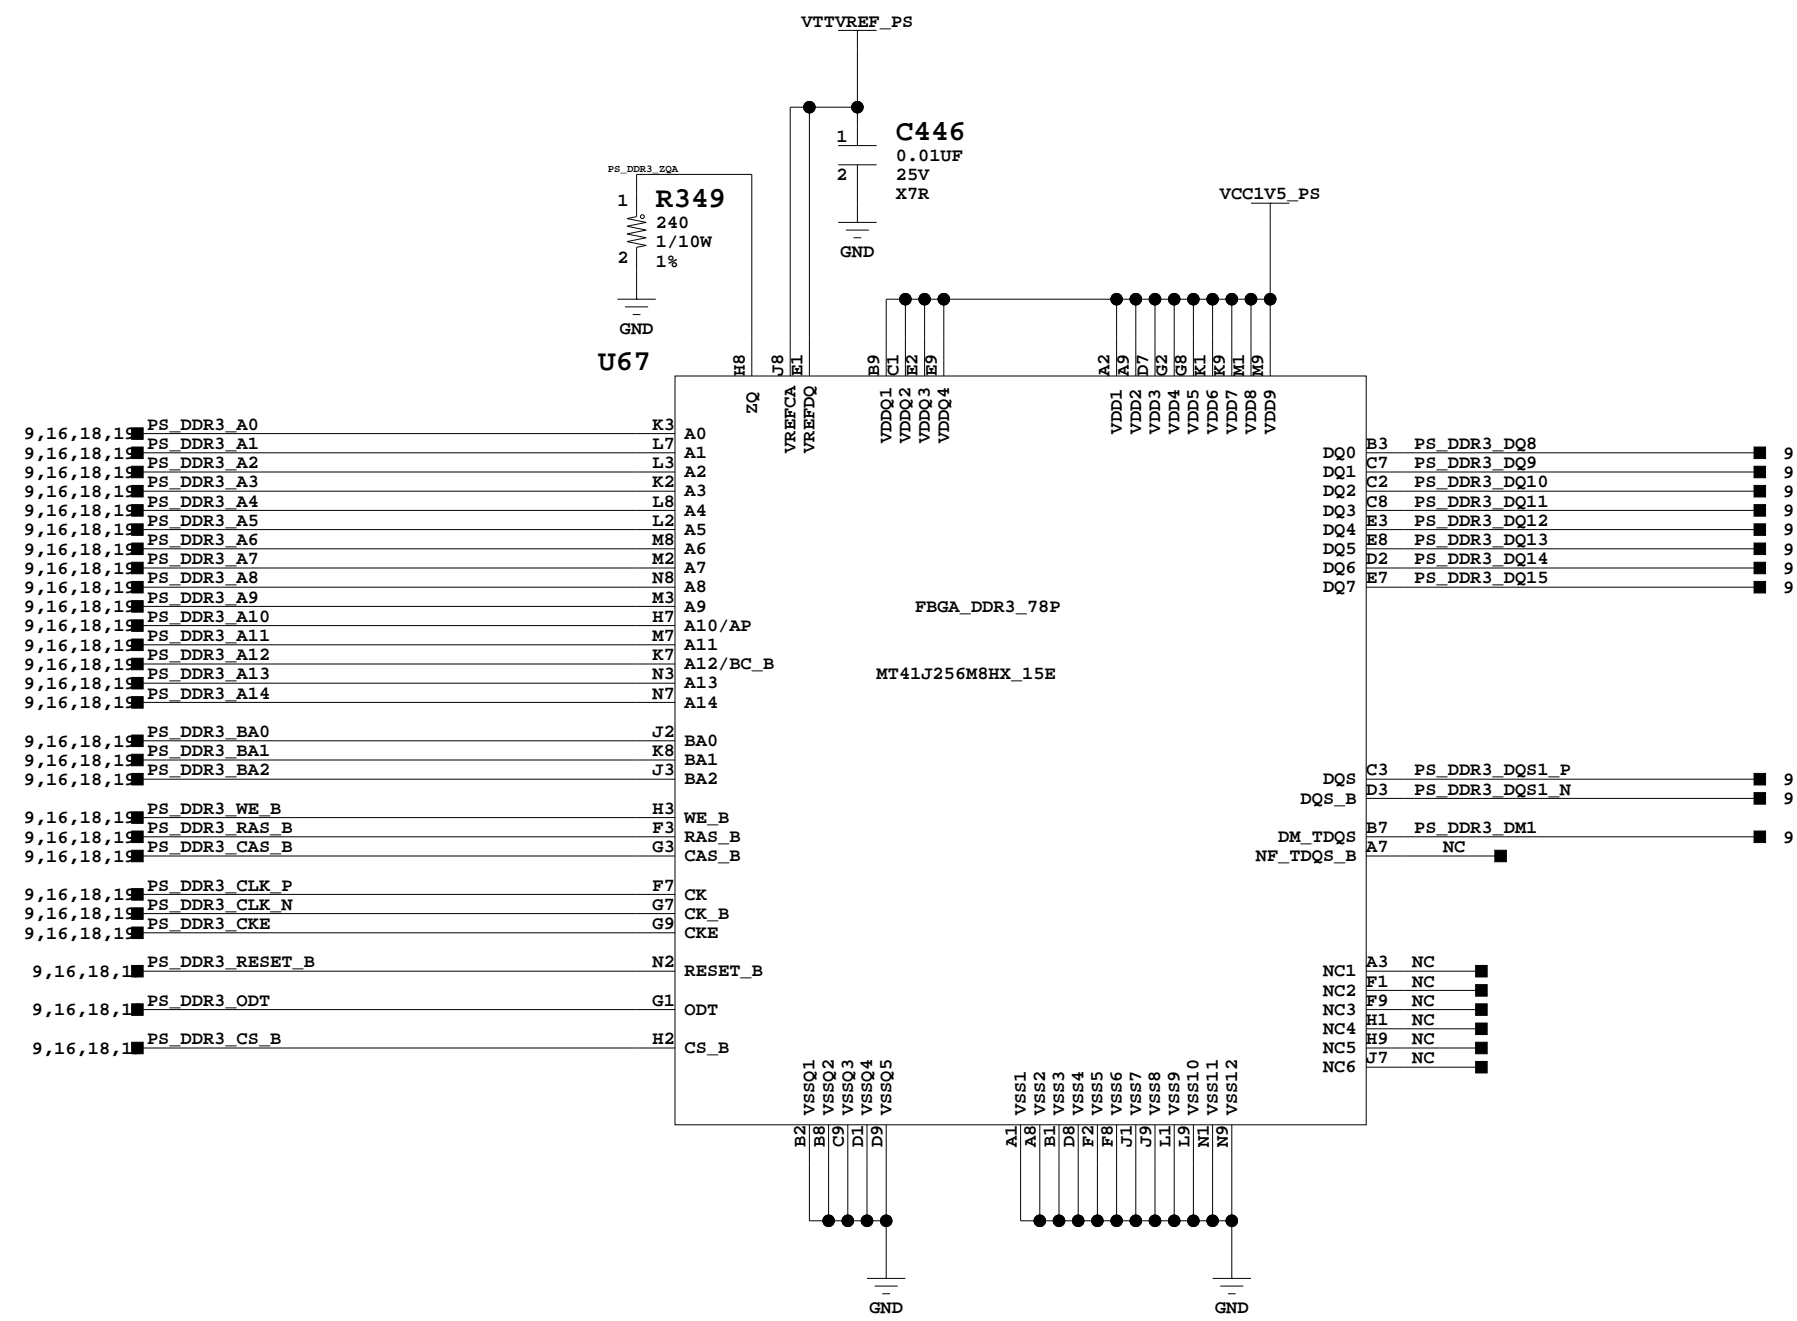 VTTVREF_PS
1 C446
0.01UF
2 25V
X7R
GND
PS_DDR3_ZQA
1 R349
240
1/10W
2 1%
GND
VCC1V5_PS
U67
H8 J8 E1 B9 C1 E2 E9 A2 A9 D7 G2 G8 K1 K9 M1 M9
ZQ VREFCA VREFDQ VDDQ1 VDDQ2 VDDQ3 VDDQ4 VDD1 VDD2 VDD3 VDD4 VDD5 VDD6 VDD7 VDD8 VDD9
9,16,18,19 PS_DDR3_A0 K3 A0
9,16,18,19 PS_DDR3_A1 L7 A1
9,16,18,19 PS_DDR3_A2 L3 A2
9,16,18,19 PS_DDR3_A3 K2 A3
9,16,18,19 PS_DDR3_A4 L8 A4
9,16,18,19 PS_DDR3_A5 L2 A5
9,16,18,19 PS_DDR3_A6 M8 A6
9,16,18,19 PS_DDR3_A7 M2 A7
9,16,18,19 PS_DDR3_A8 N8 A8
9,16,18,19 PS_DDR3_A9 M3 A9
9,16,18,19 PS_DDR3_A10 H7 A10/AP
9,16,18,19 PS_DDR3_A11 M7 A11
9,16,18,19 PS_DDR3_A12 K7 A12/BC_B
9,16,18,19 PS_DDR3_A13 N3 A13
9,16,18,19 PS_DDR3_A14 N7 A14
9,16,18,19 PS_DDR3_BA0 J2 BA0
9,16,18,19 PS_DDR3_BA1 K8 BA1
9,16,18,19 PS_DDR3_BA2 J3 BA2
9,16,18,19 PS_DDR3_WE_B H3 WE_B
9,16,18,19 PS_DDR3_RAS_B F3 RAS_B
9,16,18,19 PS_DDR3_CAS_B G3 CAS_B
9,16,18,19 PS_DDR3_CLK_P F7 CK
9,16,18,19 PS_DDR3_CLK_N G7 CK_B
9,16,18,19 PS_DDR3_CKE G9 CKE
9,16,18,1 PS_DDR3_RESET_B N2 RESET_B
9,16,18,1 PS_DDR3_ODT G1 ODT
9,16,18,1 PS_DDR3_CS_B H2 CS_B
FBGA_DDR3_78P
MT41J256M8HX_15E
DQ0 B3 PS_DDR3_DQ8 9
DQ1 C7 PS_DDR3_DQ9 9
DQ2 C2 PS_DDR3_DQ10 9
DQ3 C8 PS_DDR3_DQ11 9
DQ4 E3 PS_DDR3_DQ12 9
DQ5 E8 PS_DDR3_DQ13 9
DQ6 D2 PS_DDR3_DQ14 9
DQ7 E7 PS_DDR3_DQ15 9
DQS C3 PS_DDR3_DQS1_P 9
DQS_B D3 PS_DDR3_DQS1_N 9
DM_TDQS B7 PS_DDR3_DM1 9
NF_TDQS_B A7 NC
NC1 A3 NC
NC2 F1 NC
NC3 F9 NC
NC4 H1 NC
NC5 H9 NC
NC6 J7 NC
VSSQ1 VSSQ2 VSSQ3 VSSQ4 VSSQ5 VSS1 VSS2 VSS3 VSS4 VSS5 VSS6 VSS7 VSS8 VSS9 VSS10 VSS11 VSS12
B2 B8 C9 D1 D9 A1 A8 B1 D8 F2 F8 J1 J9 L1 L9 N1 N9
GND GND